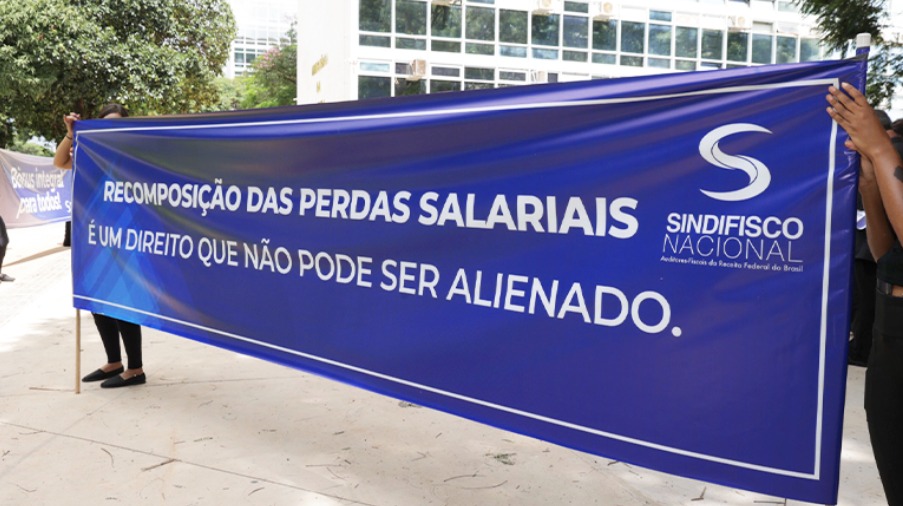 Bonus integral
para todos!
RECOMPOSIÇÃO DAS PERDAS SALARIAIS
É UM DIREITO QUE NÃO PODE SER ALIENADO.
SINDIFISCO
NACIONAL
Auditores-Fiscais da Receita Federal do Brasil